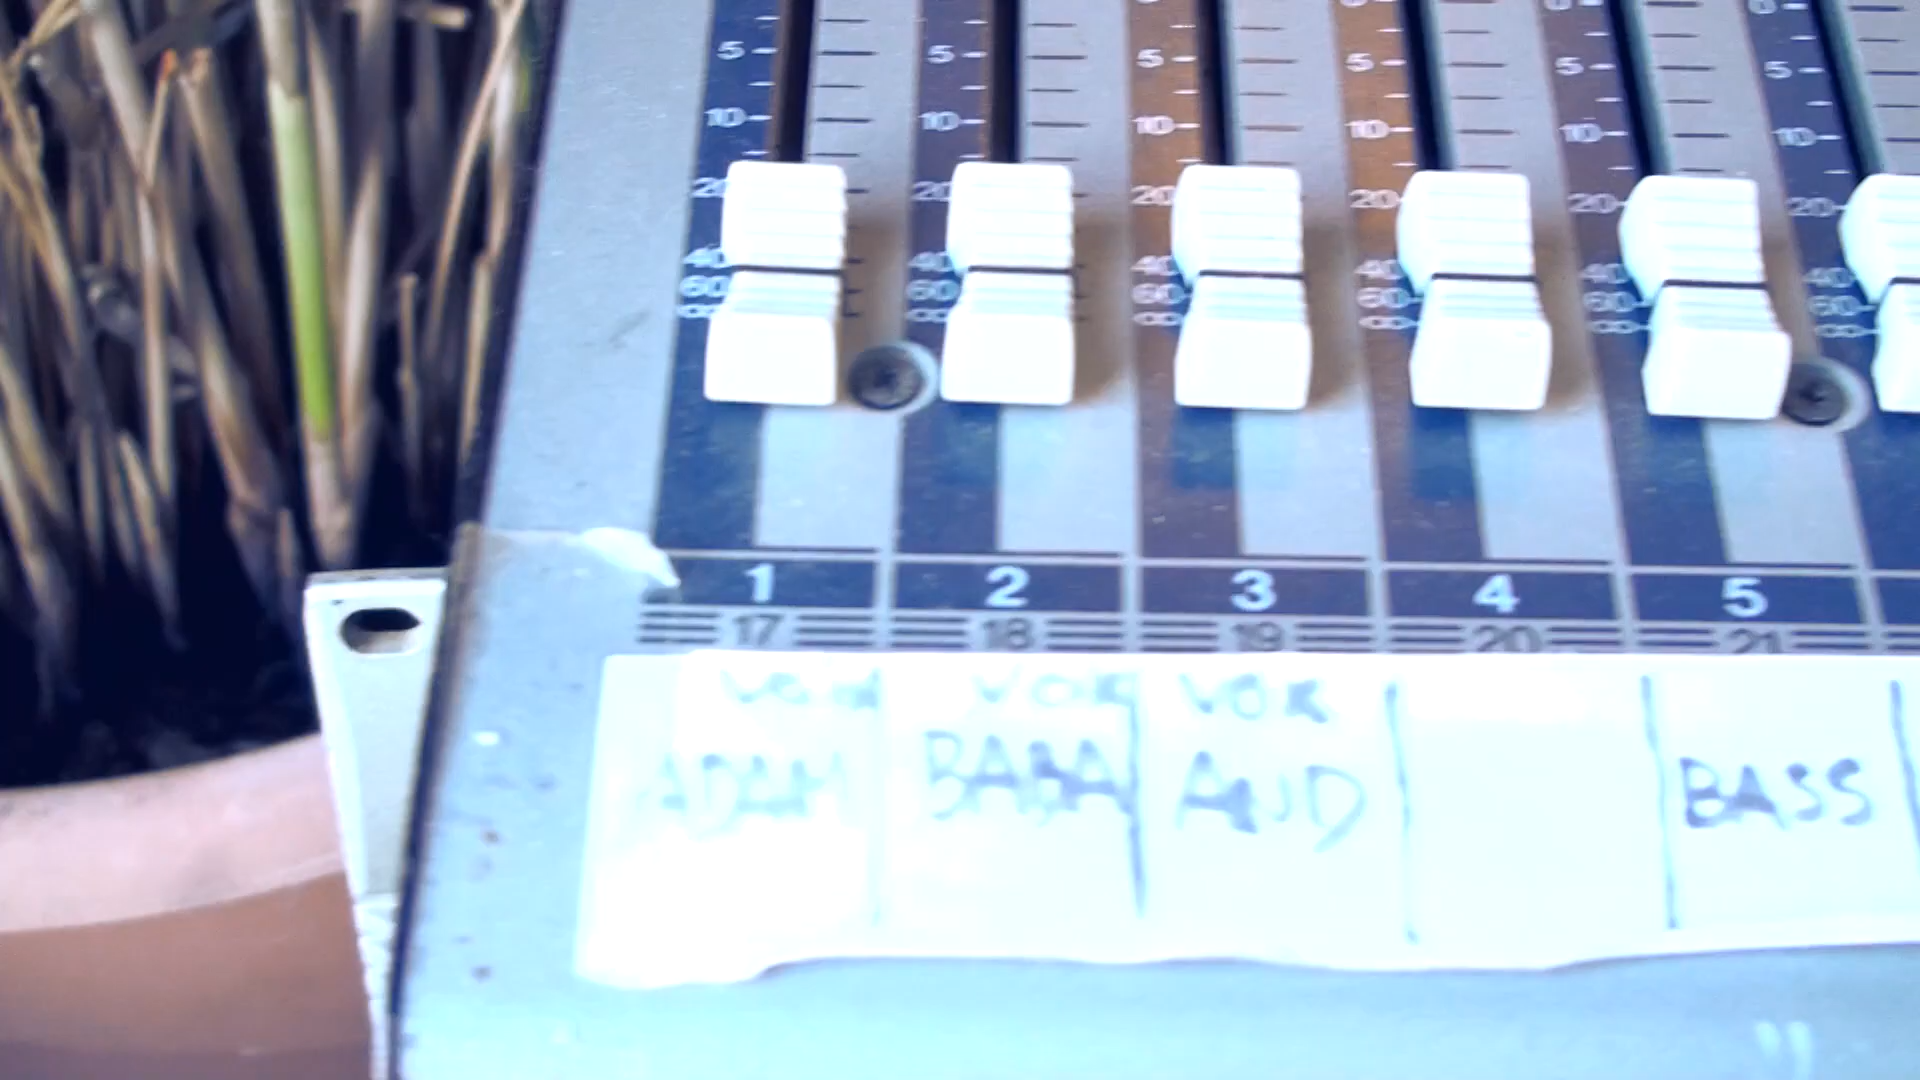 5 5 5 5 5 5
10 10 10 10 10 10
20 20 20 20 20 20
40 40 40 40 40 40
60 60 60 60 60 60
∞ ∞ ∞ ∞ ∞ ∞
1 2 3 4 5
17 18 19 20 21
VOX VOX VOX
ADAM BABA AUD BASS